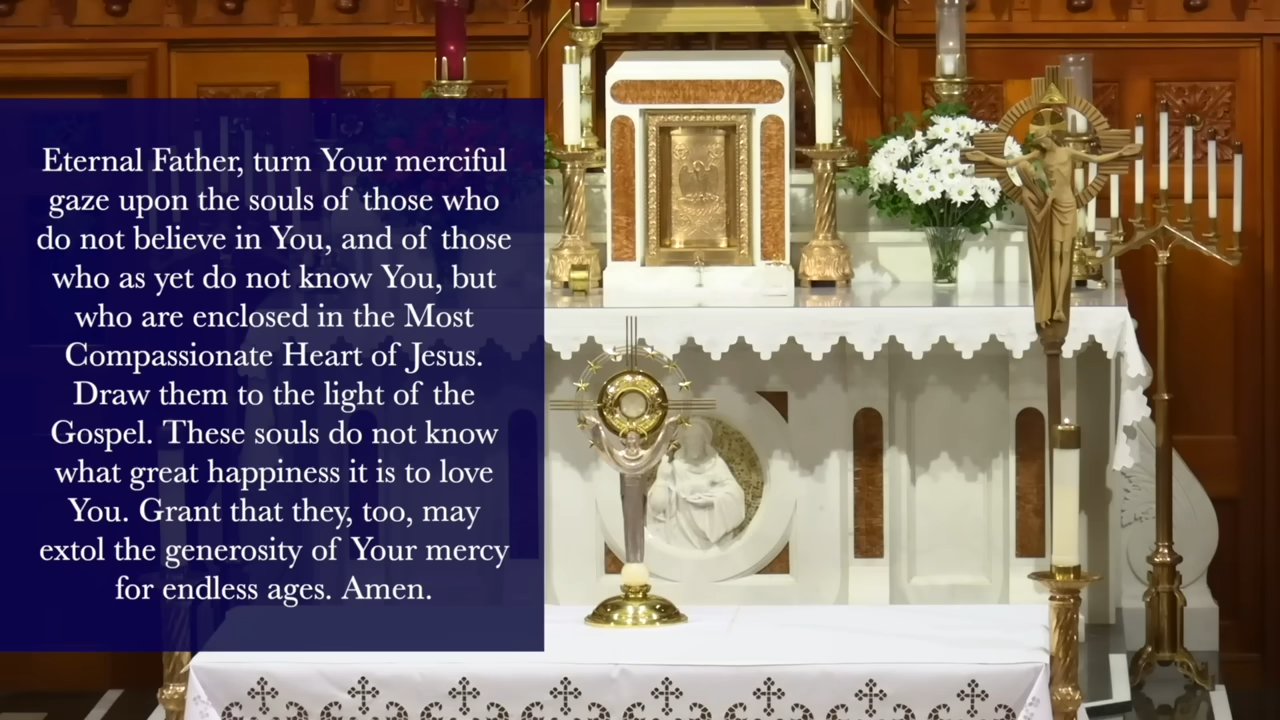 Eternal Father, turn Your merciful
gaze upon the souls of those who
do not believe in You, and of those
who as yet do not know You, but
who are enclosed in the Most
Compassionate Heart of Jesus.
Draw them to the light of the
Gospel. These souls do not know
what great happiness it is to love
You. Grant that they, too, may
extol the generosity of Your mercy
for endless ages. Amen.